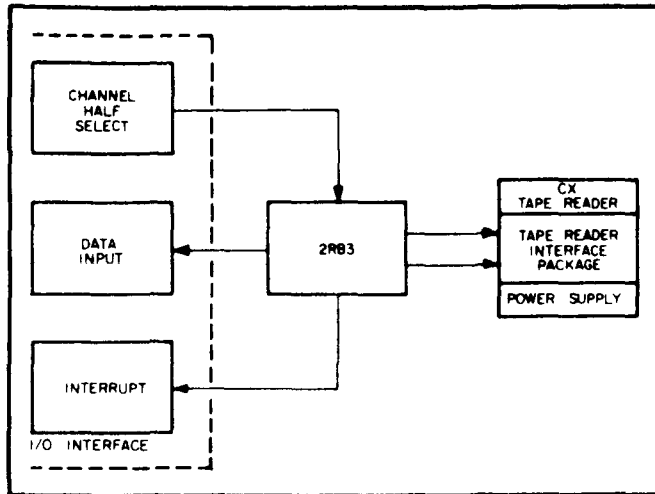 CHANNEL
HALF
SELECT
DATA
INPUT
INTERRUPT
I/O INTERFACE
2RB3
CX
TAPE READER
TAPE READER
INTERFACE
PACKAGE
POWER SUPPLY